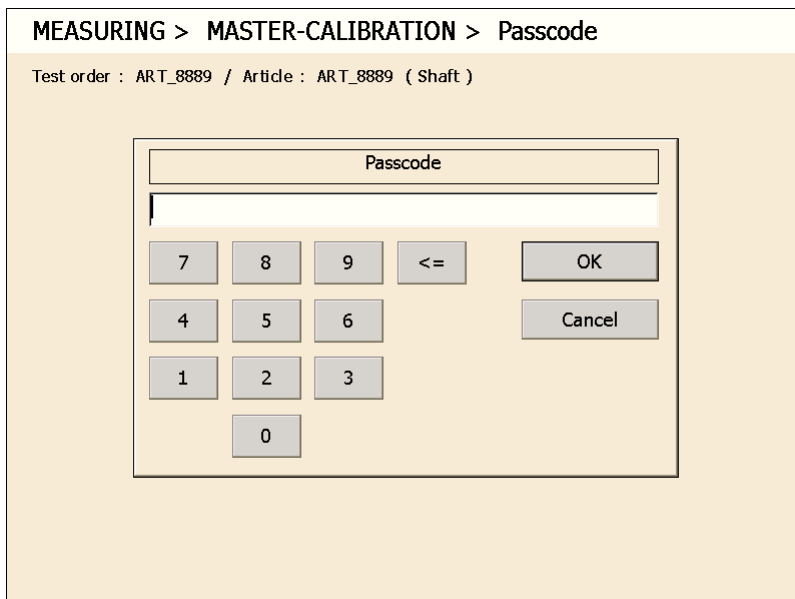 MEASURING > MASTER-CALIBRATION > Passcode
Test order : ART_8889 / Article : ART_8889 ( Shaft )
Passcode
7 8 9 <= OK
4 5 6 Cancel
1 2 3
0